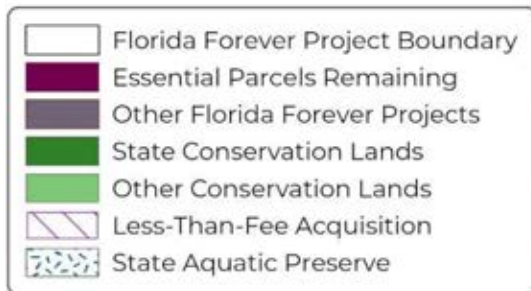 Florida Forever Project Boundary
Essential Parcels Remaining
Other Florida Forever Projects
State Conservation Lands
Other Conservation Lands
Less-Than-Fee Acquisition
State Aquatic Preserve